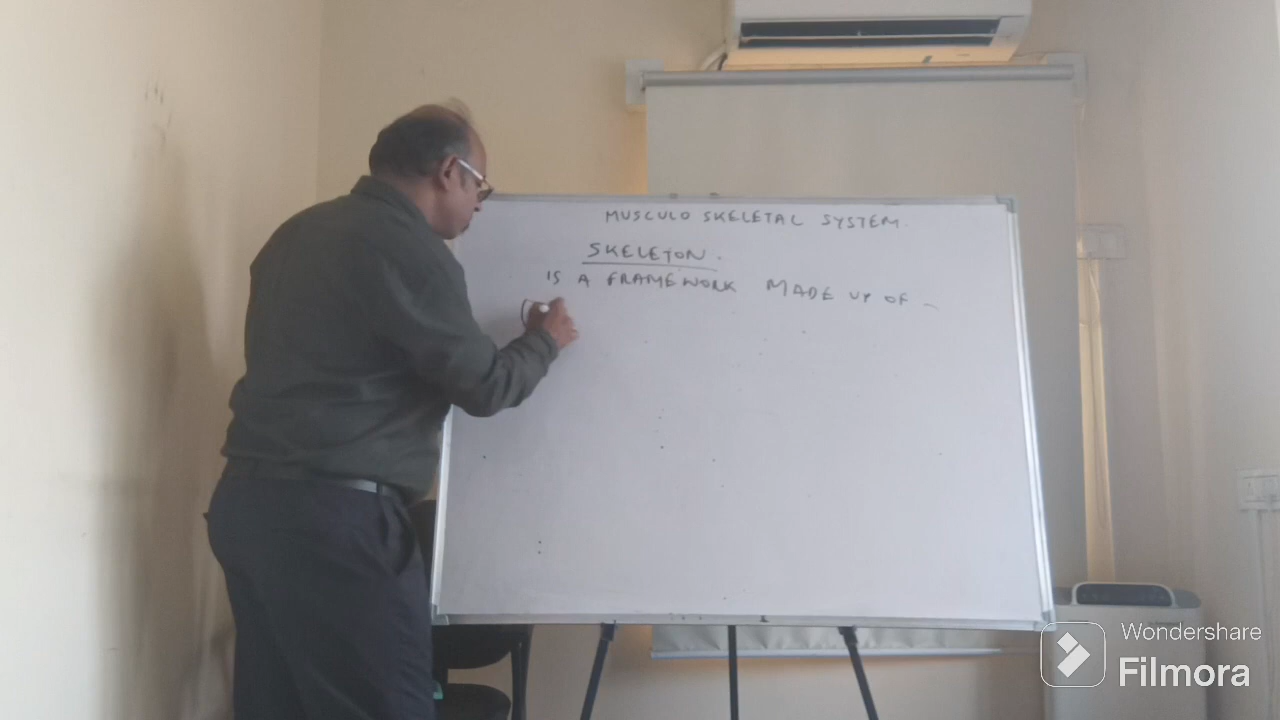 MUSCULO SKELETAL SYSTEM.
SKELETON.
IS A FRAMEWORK MADE UP OF -
Wondershare
Filmora